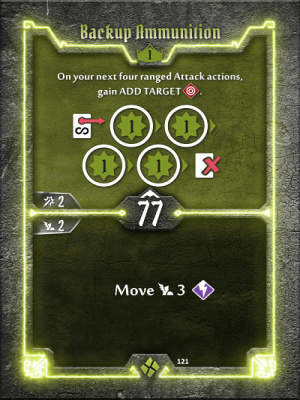 Backup Ammunition
1
On your next four ranged Attack actions,
gain ADD TARGET.
S 1 1
1 1
2
77
2
Move 3
121